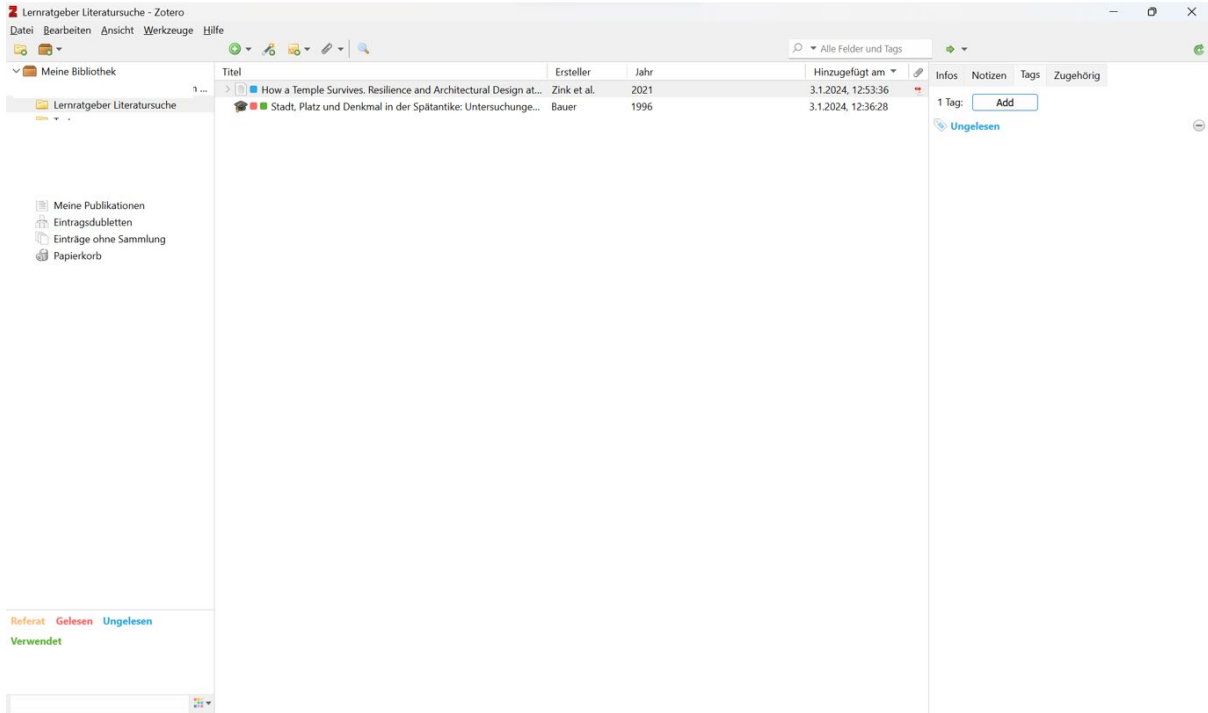 Lernratgeber Literatursuche - Zotero
Datei Bearbeiten Ansicht Werkzeuge Hilfe
Alle Felder und Tags
Meine Bibliothek
Lernratgeber Literatursuche
Meine Publikationen
Eintragsdubletten
Einträge ohne Sammlung
Papierkorb
Referat Gelesen Ungelesen
Verwendet
Titel Ersteller Jahr Hinzugefügt am
How a Temple Survives. Resilience and Architectural Design at... Zink et al. 2021 3.1.2024, 12:53:36
Stadt, Platz und Denkmal in der Spätantike: Untersuchunge... Bauer 1996 3.1.2024, 12:36:28
Infos Notizen Tags Zugehörig
1 Tag: Add
Ungelesen